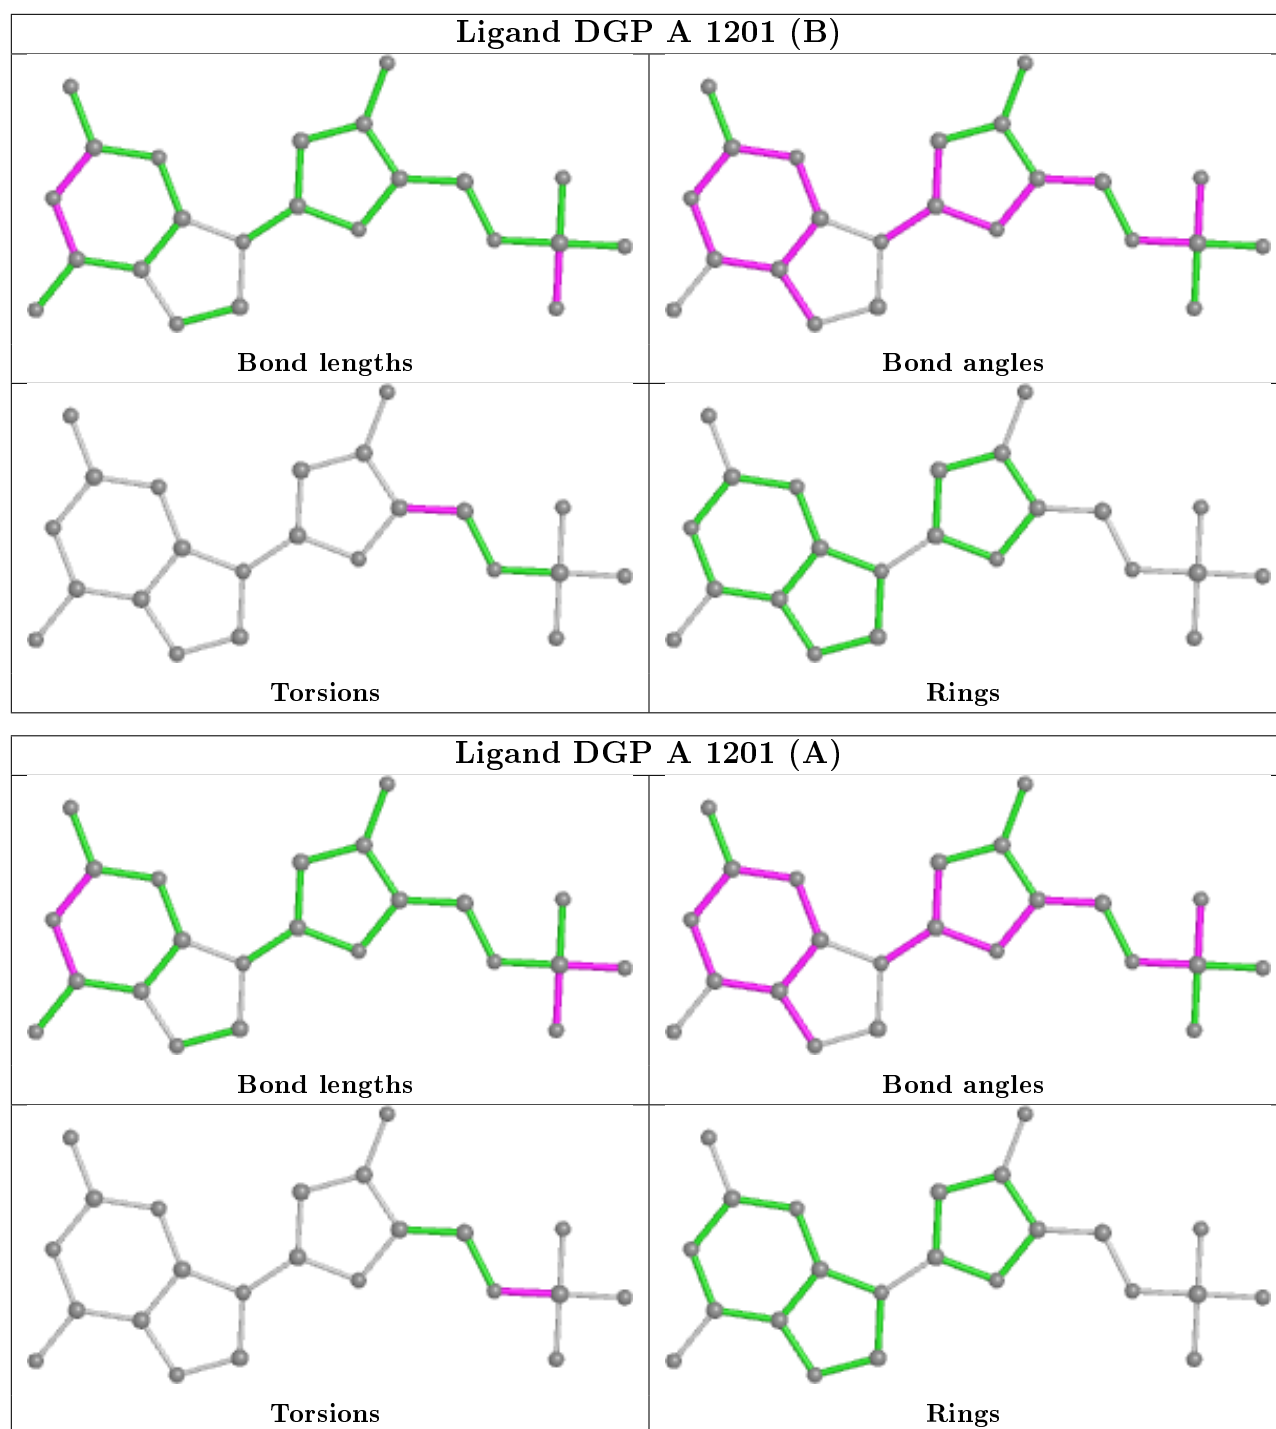 Ligand DGP A 1201 (B)
Bond lengths
Bond angles
Torsions
Rings
Ligand DGP A 1201 (A)
Bond lengths
Bond angles
Torsions
Rings